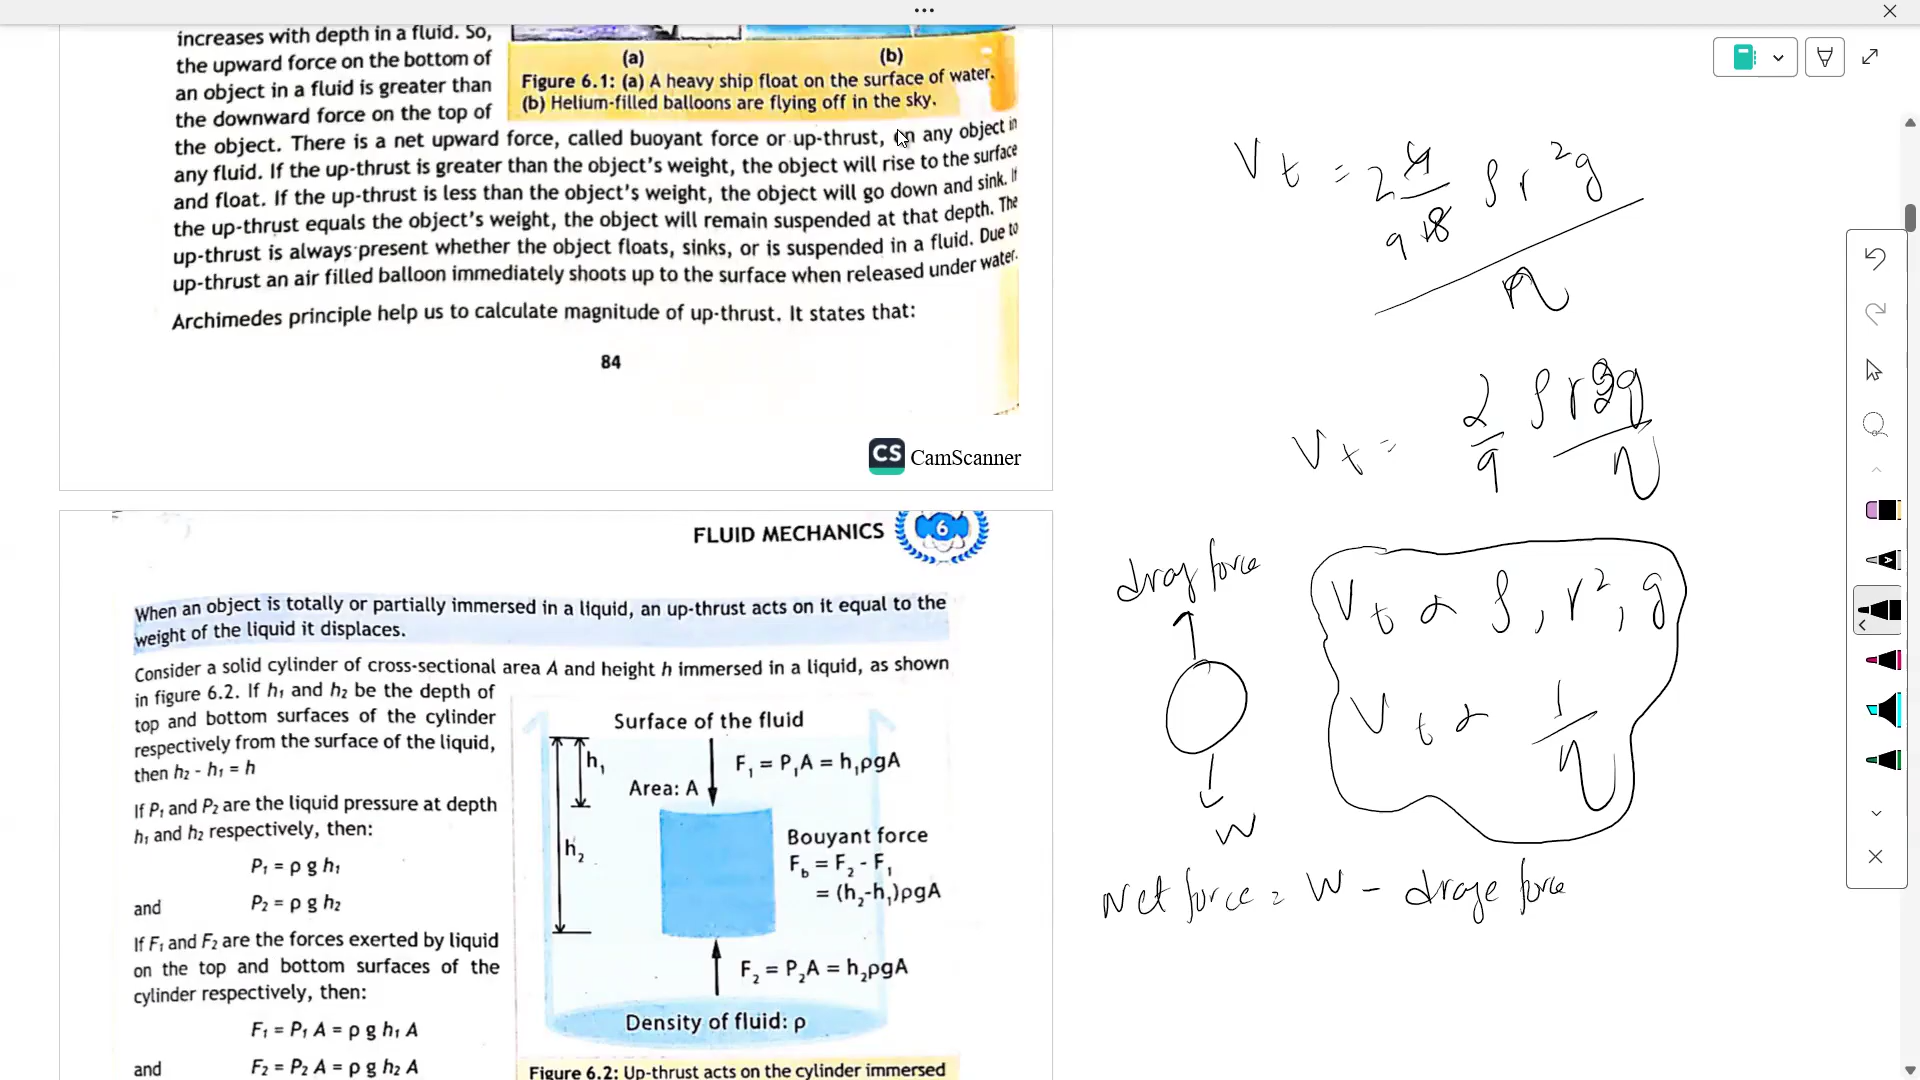 increases with depth in a fluid. So,
the upward force on the bottom of
an object in a fluid is greater than
the downward force on the top of
(a)
(b)
Figure 6.1: (a) A heavy ship float on the surface of water.
(b) Helium-filled balloons are flying off in the sky.
the object. There is a net upward force, called buoyant force or up-thrust, on any object in
any fluid. If the up-thrust is greater than the object's weight, the object will rise to the surface
and float. If the up-thrust is less than the object's weight, the object will go down and sink. If
the up-thrust equals the object's weight, the object will remain suspended at that depth. The
up-thrust is always present whether the object floats, sinks, or is suspended in a fluid. Due to
up-thrust an air filled balloon immediately shoots up to the surface when released under water.
Archimedes principle help us to calculate magnitude of up-thrust. It states that:
84
CS CamScanner
FLUID MECHANICS 6
When an object is totally or partially immersed in a liquid, an up-thrust acts on it equal to the
weight of the liquid it displaces.
Consider a solid cylinder of cross-sectional area A and height h immersed in a liquid, as shown
in figure 6.2. If h₁ and h₂ be the depth of
top and bottom surfaces of the cylinder
respectively from the surface of the liquid,
then h₂ - h₁ = h
If P₁ and P₂ are the liquid pressure at depth
h₁ and h₂ respectively, then:
P₁ = ρ g h₁
and P₂ = ρ g h₂
If F₁ and F₂ are the forces exerted by liquid
on the top and bottom surfaces of the
cylinder respectively, then:
F₁ = P₁ A = ρ g h₁ A
and F₂ = P₂ A = ρ g h₂ A
Surface of the fluid
h₁
F₁ = P₁A = h₁ρgA
Area: A
h₂
Bouyant force
F_b = F₂ - F₁
= (h₂-h₁)ρgA
F₂ = P₂A = h₂ρgA
Density of fluid: ρ
Figure 6.2: Up-thrust acts on the cylinder immersed
V_t = 2 4/9 18 ρ r² g
η
V_t = 2/9 ρ r² g / η
drag force
W
V_t α ρ, r², g
V_t α 1/η
Net force = W - drage force